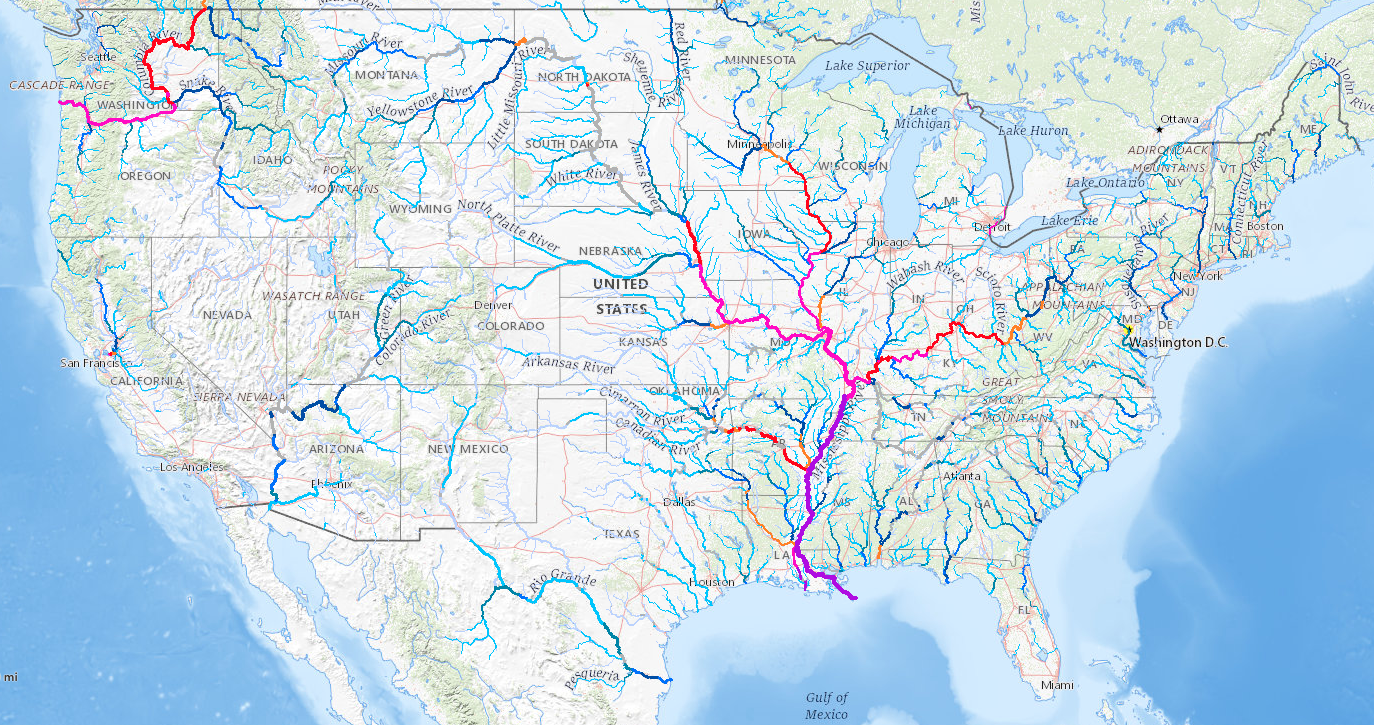 Lake Superior
MINNESOTA
Seattle
Missouri River
MONTANA
NORTH DAKOTA
Sheyenne River
Red River
Lake
Michigan
Ottawa
Saint John
River
CASCADE RANGE
WASHINGTON
Snake River
Yellowstone River
Little Missouri River
Lake Huron
ME
Minneapolis
WISCONSIN
SOUTH DAKOTA
James River
ADIRONDACK
MOUNTAINS
VT
NY
IDAHO
OREGON
ROCKY
MOUNTAINS
White River
Lake Ontario
MI
Connecticut River
NH
WYOMING
North Platte River
Detroit
Lake Erie
MA
Boston
IOWA
Chicago
NEBRASKA
PA
RI
Wabash River
Scioto River
New York
UNITED
STATES
WASATCH RANGE
Green River
IL
IN
OH
APPALACHIAN
MOUNTAINS
NJ
Denver
NEVADA
UTAH
COLORADO
Colorado River
KANSAS
MO
MD
DE
WV
Washington D.C.
San Francis
CALIFORNIA
Arkansas River
KY
VA
SIERRA NEVADA
OKLAHOMA
Cimarron River
Canadian River
Mississippi River
GREAT
SMOKY
MOUNTAINS
TN
NC
ARIZONA
NEW MEXICO
Los Angeles
Phoenix
Atlanta
Dallas
MS
AL
GA
TEXAS
LA
Houston
Rio Grande
FL
Pesquería
Miami
mi
Gulf of
Mexico